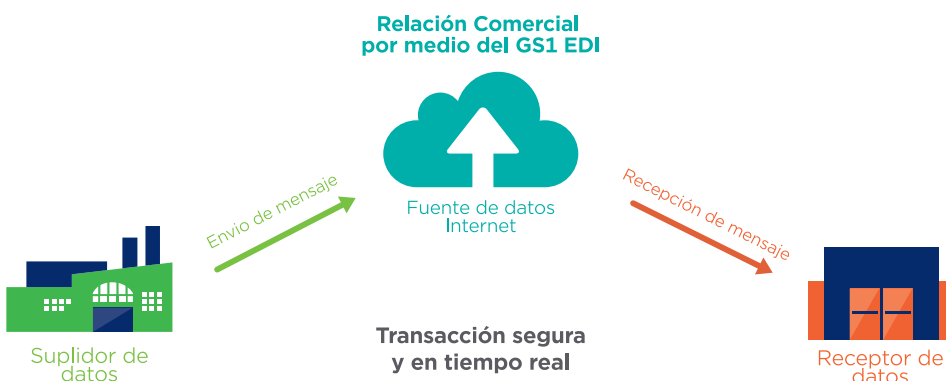 Relación Comercial
por medio del GS1 EDI
Envio de mensaje
Recepción de mensaje
Fuente de datos
Internet
Transacción segura
y en tiempo real
Suplidor de
datos
Receptor de
datos